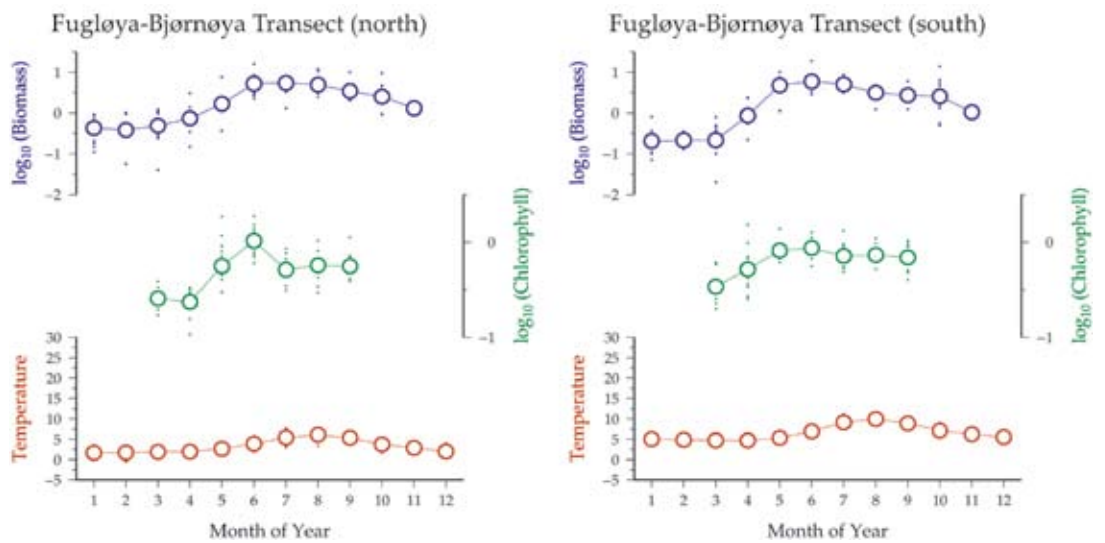 Fugløya-Bjørnøya Transect (north)
log10 (Biomass)
1
0
−1
−2
log10 (Chlorophyll)
0
−1
Temperature
30
25
20
15
10
5
0
−5
1 2 3 4 5 6 7 8 9 10 11 12
Month of Year
Fugløya-Bjørnøya Transect (south)
log10 (Biomass)
1
0
−1
−2
log10 (Chlorophyll)
0
−1
Temperature
30
25
20
15
10
5
0
−5
1 2 3 4 5 6 7 8 9 10 11 12
Month of Year